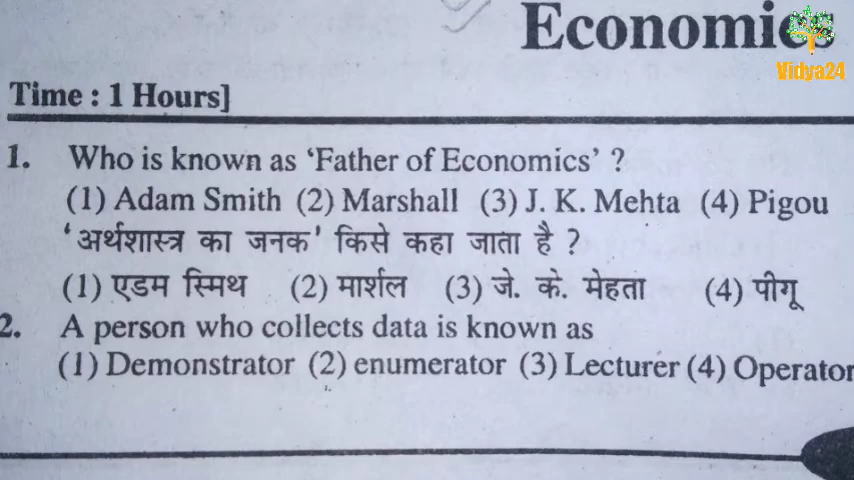 Economics
Vidya24
Time : 1 Hours]
1. Who is known as ‘Father of Economics’ ?
(1) Adam Smith (2) Marshall (3) J. K. Mehta (4) Pigou
‘अर्थशास्त्र का जनक’ किसे कहा जाता है ?
(1) एडम स्मिथ (2) मार्शल (3) जे. के. मेहता (4) पीगू
2. A person who collects data is known as
(1) Demonstrator (2) enumerator (3) Lecturer (4) Operator